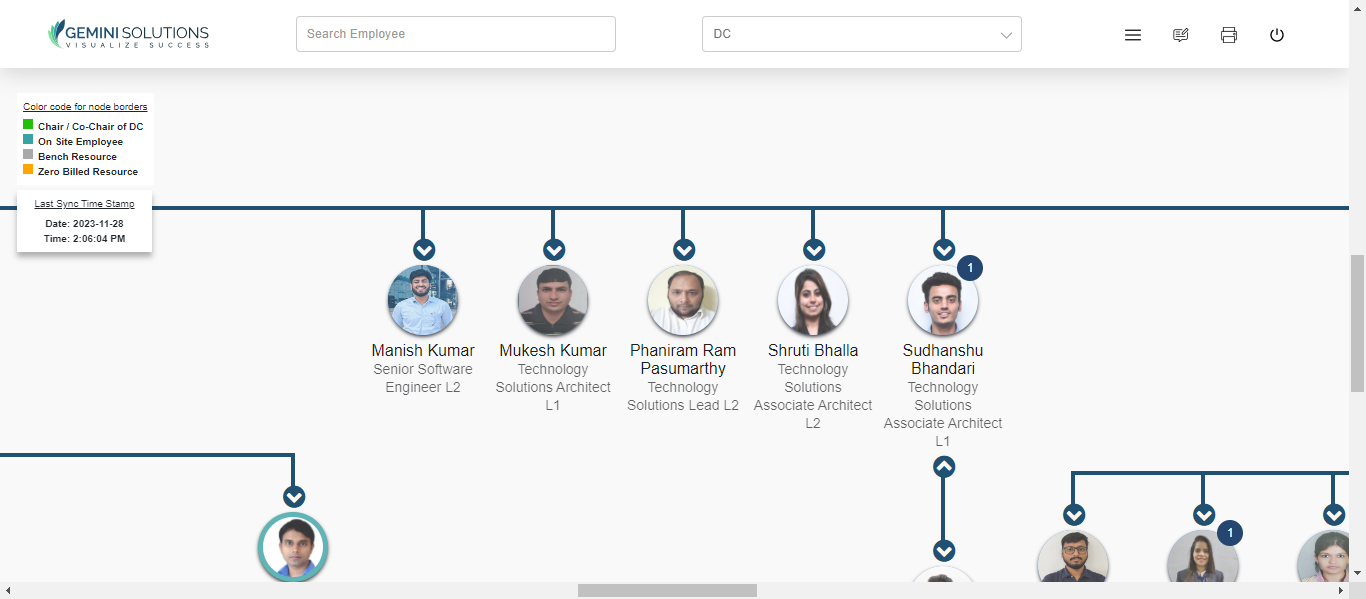 GEMINI SOLUTIONS
VISUALIZE SUCCESS
Search Employee
DC
Color code for node borders
Chair / Co-Chair of DC
On Site Employee
Bench Resource
Zero Billed Resource
Last Sync Time Stamp
Date: 2023-11-28
Time: 2:06:04 PM
Manish Kumar
Senior Software
Engineer L2
Mukesh Kumar
Technology
Solutions Architect
L1
Phaniram Ram
Pasumarthy
Technology
Solutions Lead L2
Shruti Bhalla
Technology
Solutions
Associate Architect
L2
1
Sudhanshu
Bhandari
Technology
Solutions
Associate Architect
L1
1